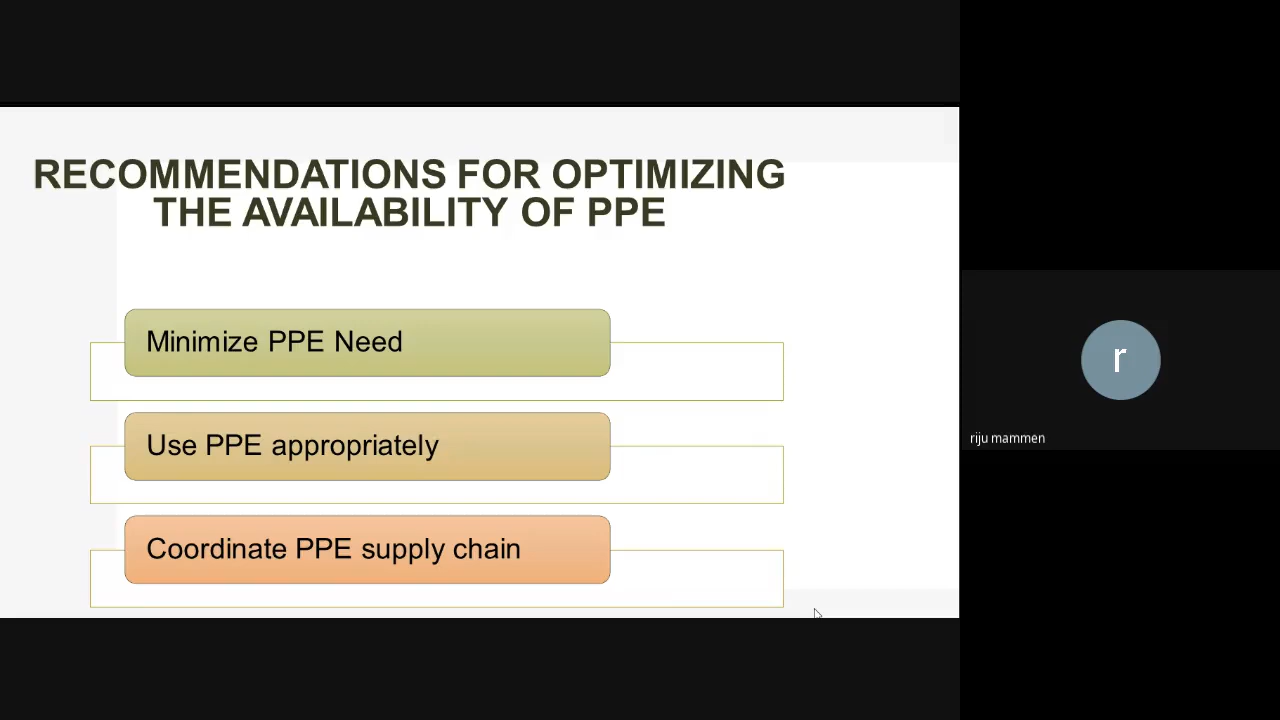 RECOMMENDATIONS FOR OPTIMIZING
THE AVAILABILITY OF PPE
Minimize PPE Need
Use PPE appropriately
Coordinate PPE supply chain
r
riju mammen